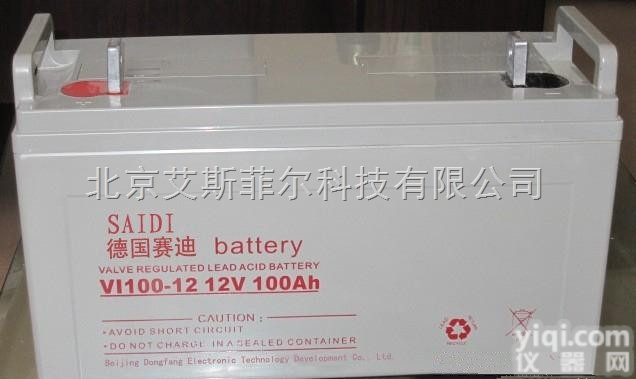 北京艾斯菲尔科技有限公司
SAIDI
德国赛迪 battery
VALVE REGULATED LEAD ACID BATTERY
VI100-12 12V 100Ah
CAUTION :
• AVOID SHORT CIRCUIT
• DO NOT CHARGE IN A SEALED CONTAINER
Beijing Dongfang Electronic Technology Development Co., Ltd.
yiqi.com
仪器网